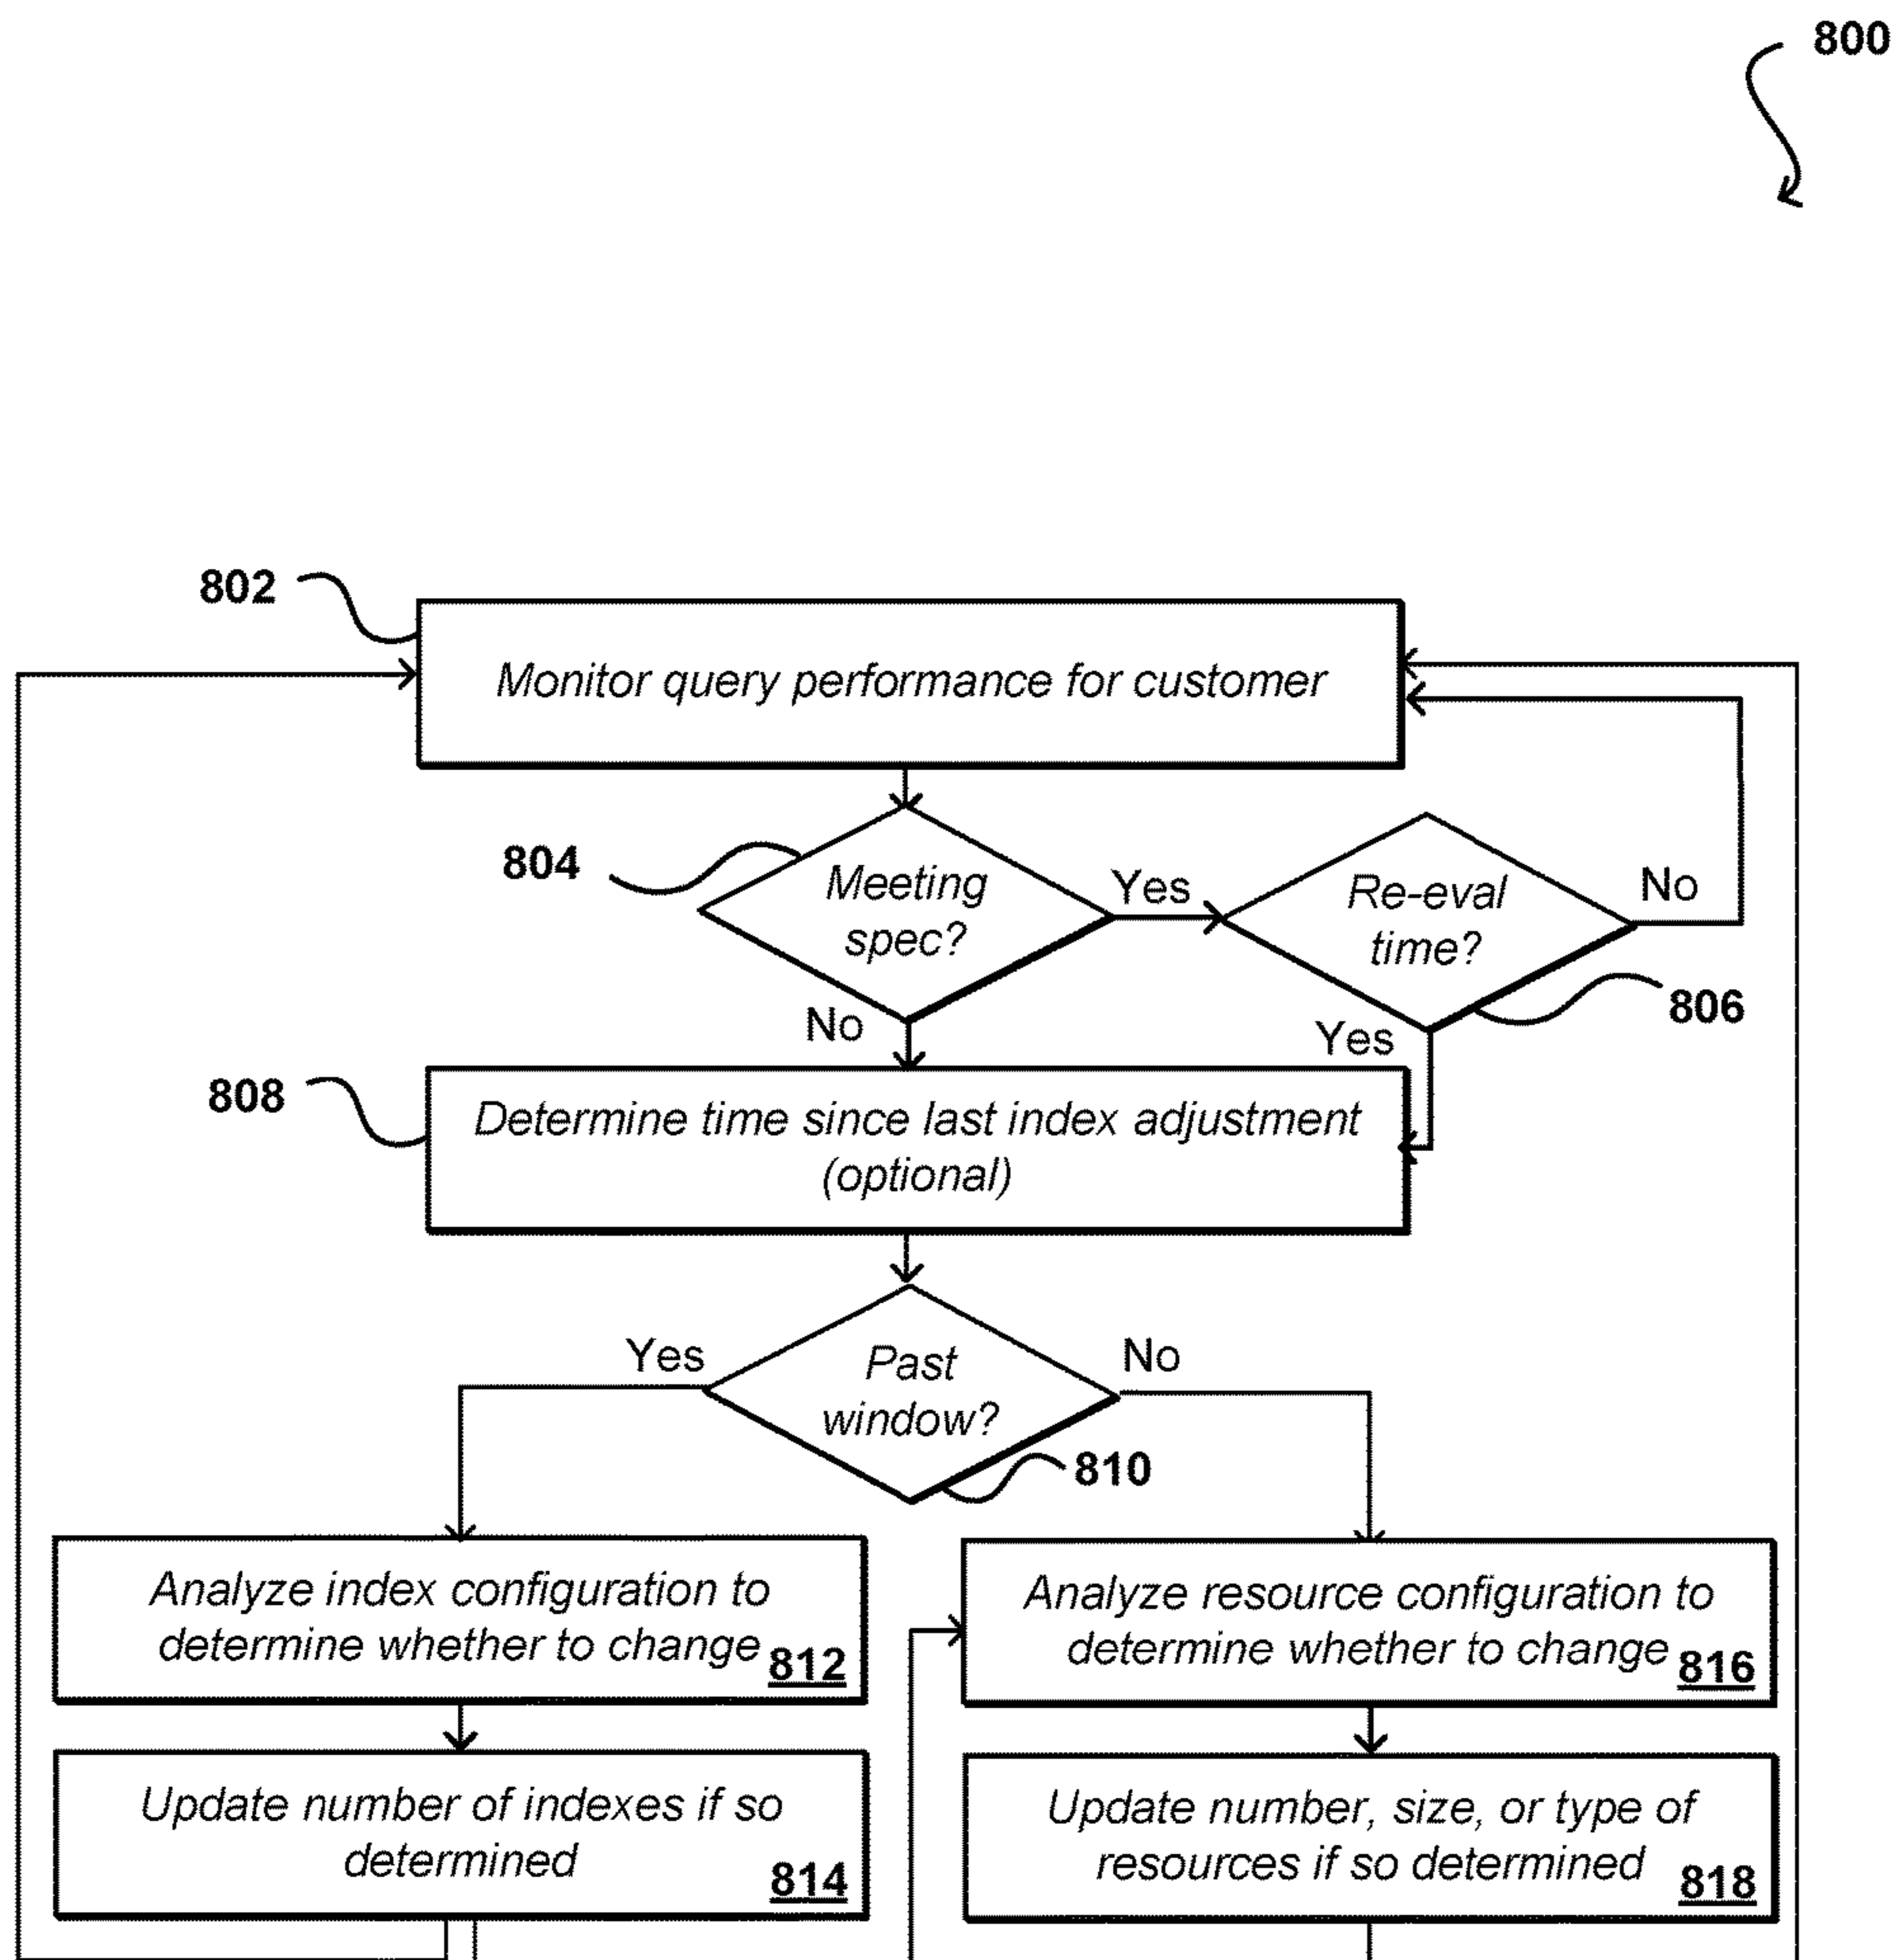 800
802
Monitor query performance for customer
804
Meeting
spec?
Yes
Re-eval
time?
No
806
No
Yes
808
Determine time since last index adjustment
(optional)
Yes
Past
window?
No
810
Analyze index configuration to
determine whether to change 812
Analyze resource configuration to
determine whether to change 816
Update number of indexes if so
determined 814
Update number, size, or type of
resources if so determined 818